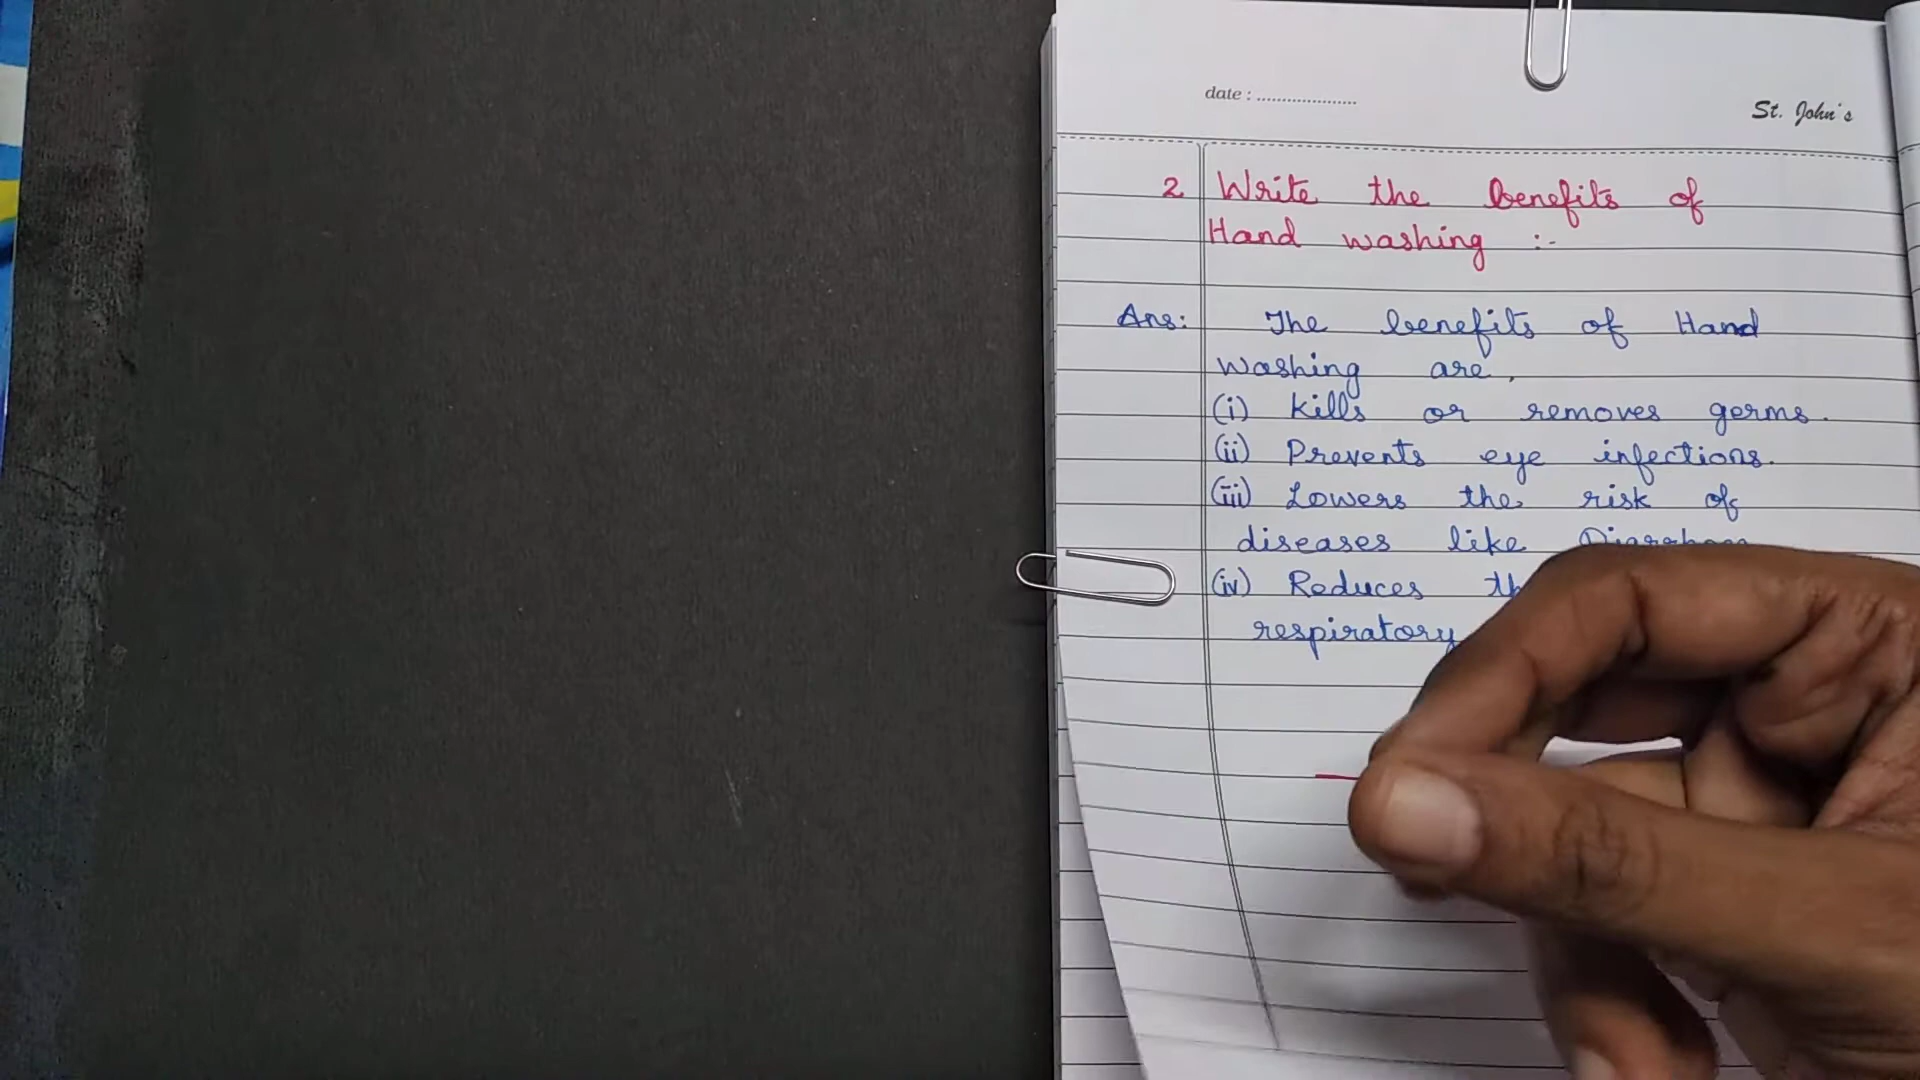 date : ....................
St. John's
2 Write the benefits of
Hand washing :-
Ans: The benefits of Hand
washing are,
(i) Kills or removes germs.
(ii) Prevents eye infections.
(iii) Lowers the risk of
diseases like
(iv) Reduces
respiratory